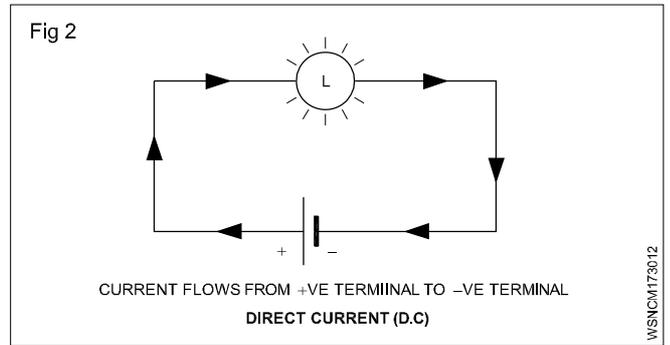 Fig 2
L
+ –
CURRENT FLOWS FROM +VE TERMIINAL TO –VE TERMINAL
DIRECT CURRENT (D.C)
WSNCM173012